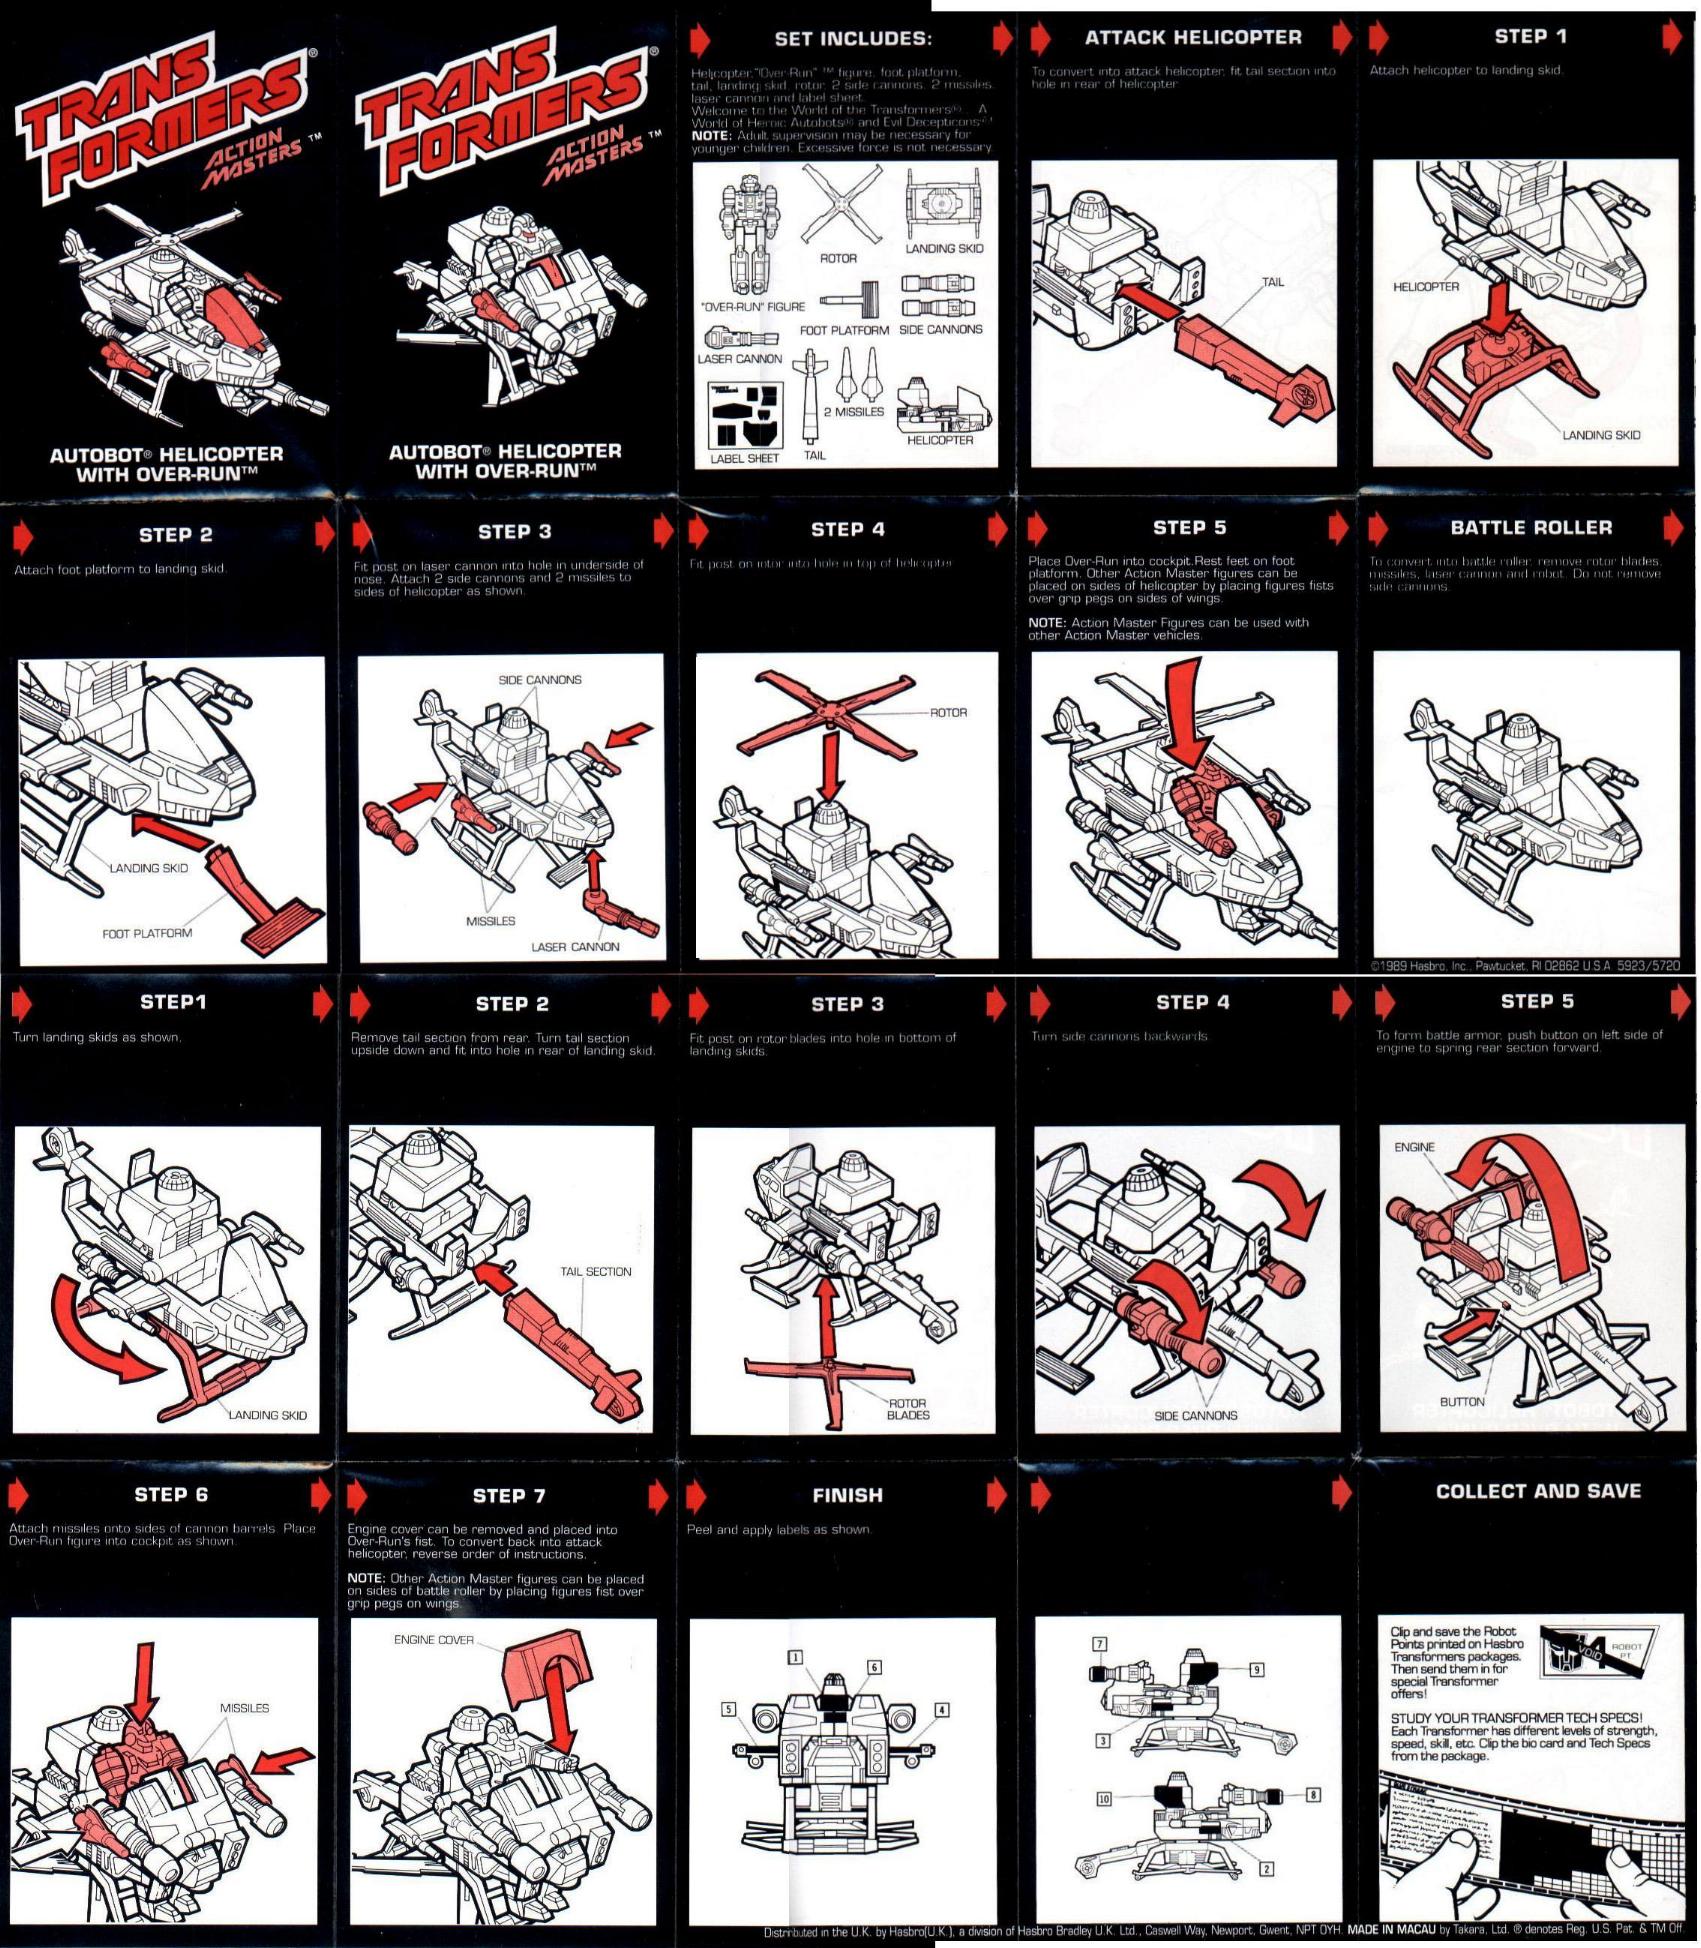 TRANS
FORMERS
ACTION
MASTERS ™
AUTOBOT® HELICOPTER
WITH OVER-RUN™
TRANS
FORMERS
ACTION
MASTERS ™
AUTOBOT® HELICOPTER
WITH OVER-RUN™
SET INCLUDES:
Helicopter, "Over-Run" ™ figure, foot platform,
tail, landing skid, rotor, 2 side cannons, 2 missiles,
laser cannon and label sheet.
Welcome to the World of the Transformers® A
World of Heroic Autobots® and Evil Decepticons®!
NOTE: Adult supervision may be necessary for
younger children. Excessive force is not necessary.
"OVER-RUN" FIGURE
ROTOR
LANDING SKID
FOOT PLATFORM
SIDE CANNONS
LASER CANNON
2 MISSILES
HELICOPTER
LABEL SHEET
TAIL
ATTACK HELICOPTER
To convert into attack helicopter, fit tail section into
hole in rear of helicopter
TAIL
STEP 1
Attach helicopter to landing skid.
HELICOPTER
LANDING SKID
STEP 2
Attach foot platform to landing skid.
LANDING SKID
FOOT PLATFORM
STEP 3
Fit post on laser cannon into hole in underside of
nose. Attach 2 side cannons and 2 missiles to
sides of helicopter as shown.
SIDE CANNONS
MISSILES
LASER CANNON
STEP 4
Fit post on rotor into hole in top of helicopter
ROTOR
STEP 5
Place Over-Run into cockpit.Rest feet on foot
platform. Other Action Master figures can be
placed on sides of helicopter by placing figures fists
over grip pegs on sides of wings.
NOTE: Action Master Figures can be used with
other Action Master vehicles.
BATTLE ROLLER
To convert into battle roller, remove rotor blades,
missiles, laser cannon and robot. Do not remove
side cannons.
©1989 Hasbro, Inc., Pawtucket, RI 02862 U.S.A. 5923/5720
STEP1
Turn landing skids as shown.
LANDING SKID
STEP 2
Remove tail section from rear. Turn tail section
upside down and fit into hole in rear of landing skid.
TAIL SECTION
STEP 3
Fit post on rotor blades into hole in bottom of
landing skids.
ROTOR
BLADES
STEP 4
Turn side cannons backwards.
SIDE CANNONS
STEP 5
To form battle armor, push button on left side of
engine to spring rear section forward.
ENGINE
BUTTON
STEP 6
Attach missiles onto sides of cannon barrels. Place
Over-Run figure into cockpit as shown.
MISSILES
STEP 7
Engine cover can be removed and placed into
Over-Run's fist. To convert back into attack
helicopter, reverse order of instructions.
NOTE: Other Action Master figures can be placed
on sides of battle roller by placing figures fist over
grip pegs on wings.
ENGINE COVER
FINISH
Peel and apply labels as shown.
1
6
5
4
7
9
3
10
8
2
COLLECT AND SAVE
Clip and save the Robot
Points printed on Hasbro
Transformers packages.
Then send them in for
special Transformer
offers!
VOID
4
ROBOT
PT.
STUDY YOUR TRANSFORMER TECH SPECS!
Each Transformer has different levels of strength,
speed, skill, etc. Clip the bio card and Tech Specs
from the package.
Distributed in the U.K. by Hasbro(U.K.), a division of Hasbro Bradley U.K. Ltd., Caswell Way, Newport, Gwent, NPT 0YH. MADE IN MACAU by Takara, Ltd. ® denotes Reg. U.S. Pat. & TM Off.